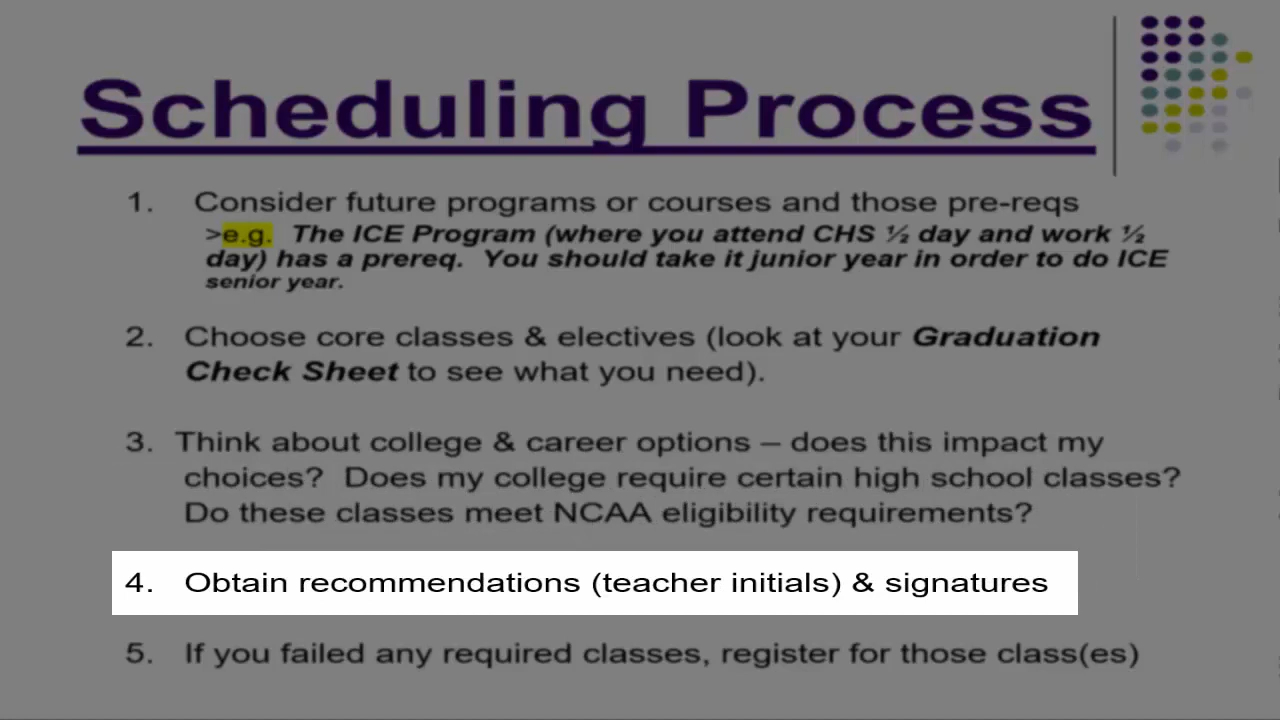 Scheduling Process
1. Consider future programs or courses and those pre-reqs
>e.g. The ICE Program (where you attend CHS ½ day and work ½
day) has a prereq. You should take it junior year in order to do ICE
senior year.
2. Choose core classes & electives (look at your Graduation
Check Sheet to see what you need).
3. Think about college & career options – does this impact my
choices? Does my college require certain high school classes?
Do these classes meet NCAA eligibility requirements?
4. Obtain recommendations (teacher initials) & signatures
5. If you failed any required classes, register for those class(es)